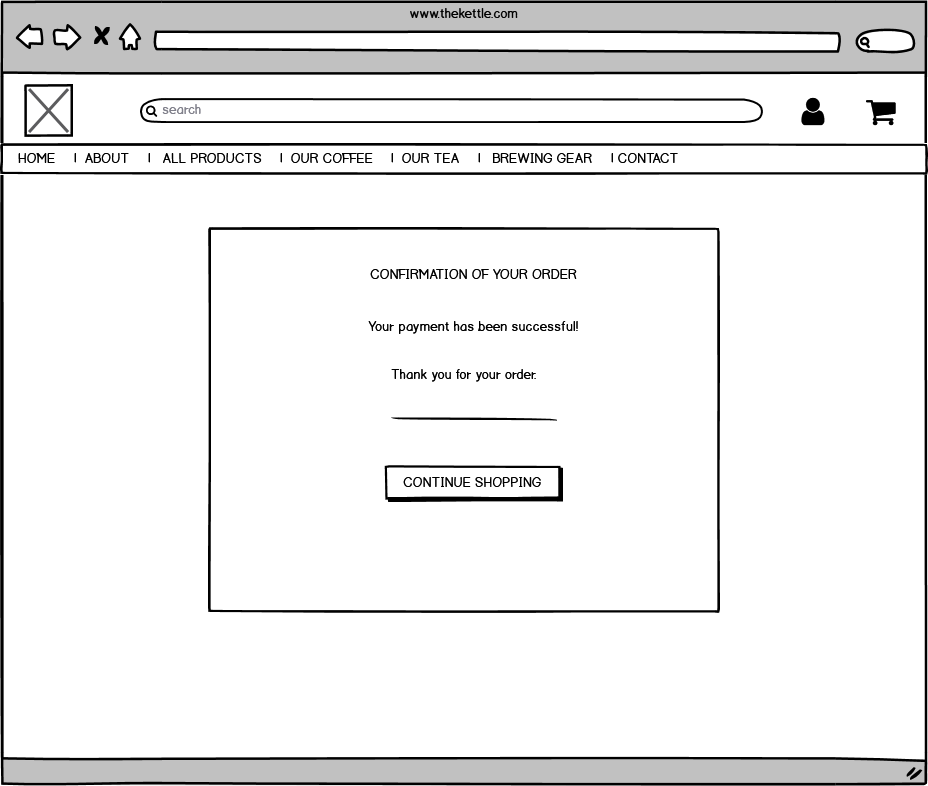 www.thekettle.com
search
HOME | ABOUT | ALL PRODUCTS | OUR COFFEE | OUR TEA | BREWING GEAR | CONTACT
CONFIRMATION OF YOUR ORDER
Your payment has been successful!
Thank you for your order.
CONTINUE SHOPPING